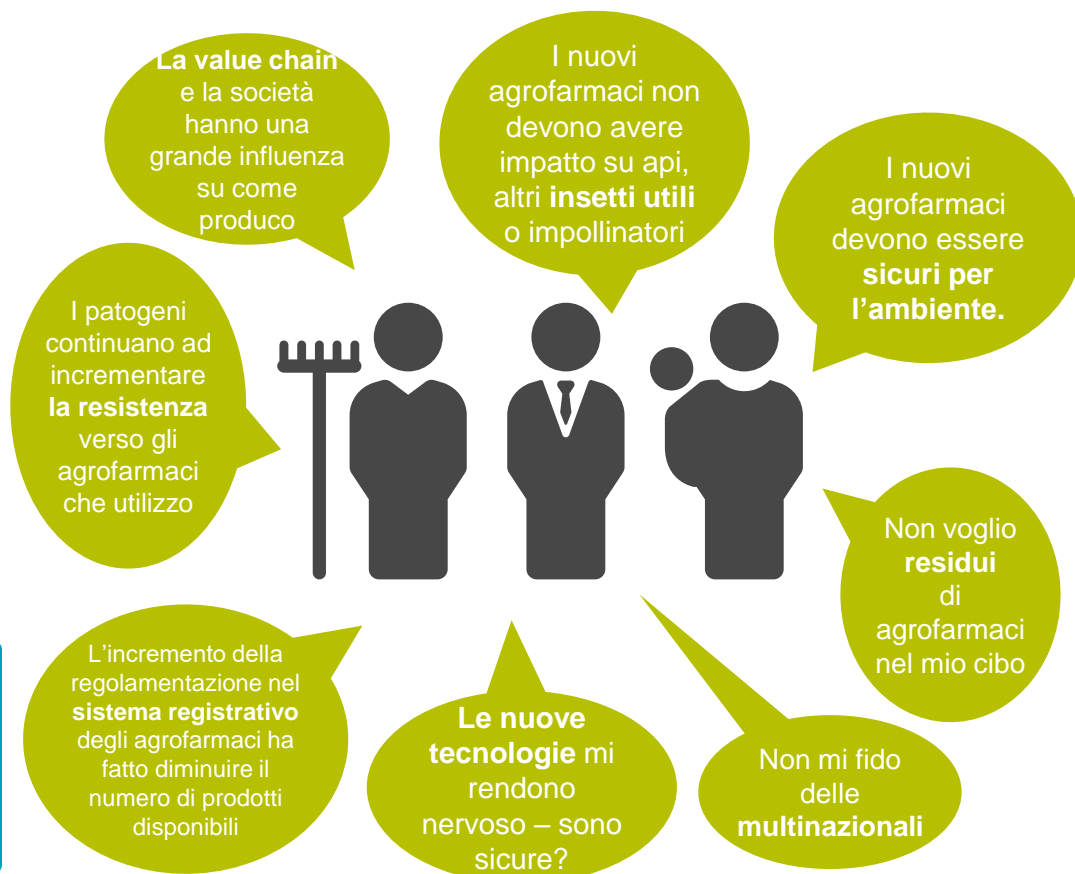 La value chain
e la società
hanno una
grande influenza
su come
produco
I nuovi
agrofarmaci non
devono avere
impatto su api,
altri insetti utili
o impollinatori
I nuovi
agrofarmaci
devono essere
sicuri per
l’ambiente.
I patogeni
continuano ad
incrementare
la resistenza
verso gli
agrofarmaci
che utilizzo
Non voglio
residui
di
agrofarmaci
nel mio cibo
L’incremento della
regolamentazione nel
sistema registrativo
degli agrofarmaci ha
fatto diminuire il
numero di prodotti
disponibili
Le nuove
tecnologie mi
rendono
nervoso – sono
sicure?
Non mi fido
delle
multinazionali